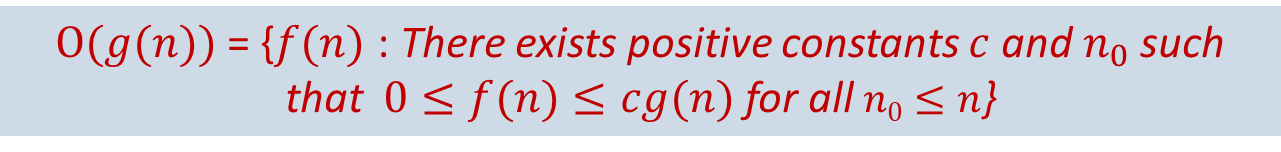 O(g(n)) = {f(n) : There exists positive constants c and n₀ such
that 0 ≤ f(n) ≤ cg(n) for all n₀ ≤ n}